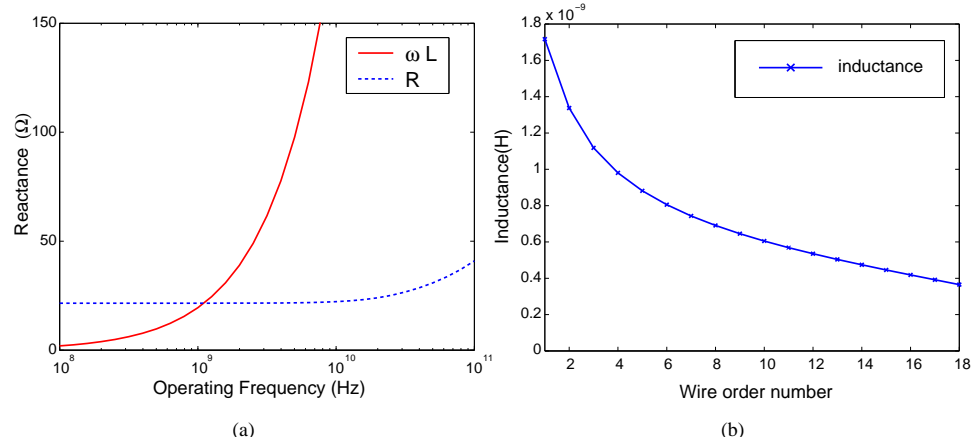 150
100
50
0
Reactance (Ω)
ω L
R
10^8
10^9
10^10
10^11
Operating Frequency (Hz)
(a)
x 10^-9
1.8
1.6
1.4
1.2
1
0.8
0.6
0.4
0.2
0
Inductance(H)
inductance
2 4 6 8 10 12 14 16 18
Wire order number
(b)